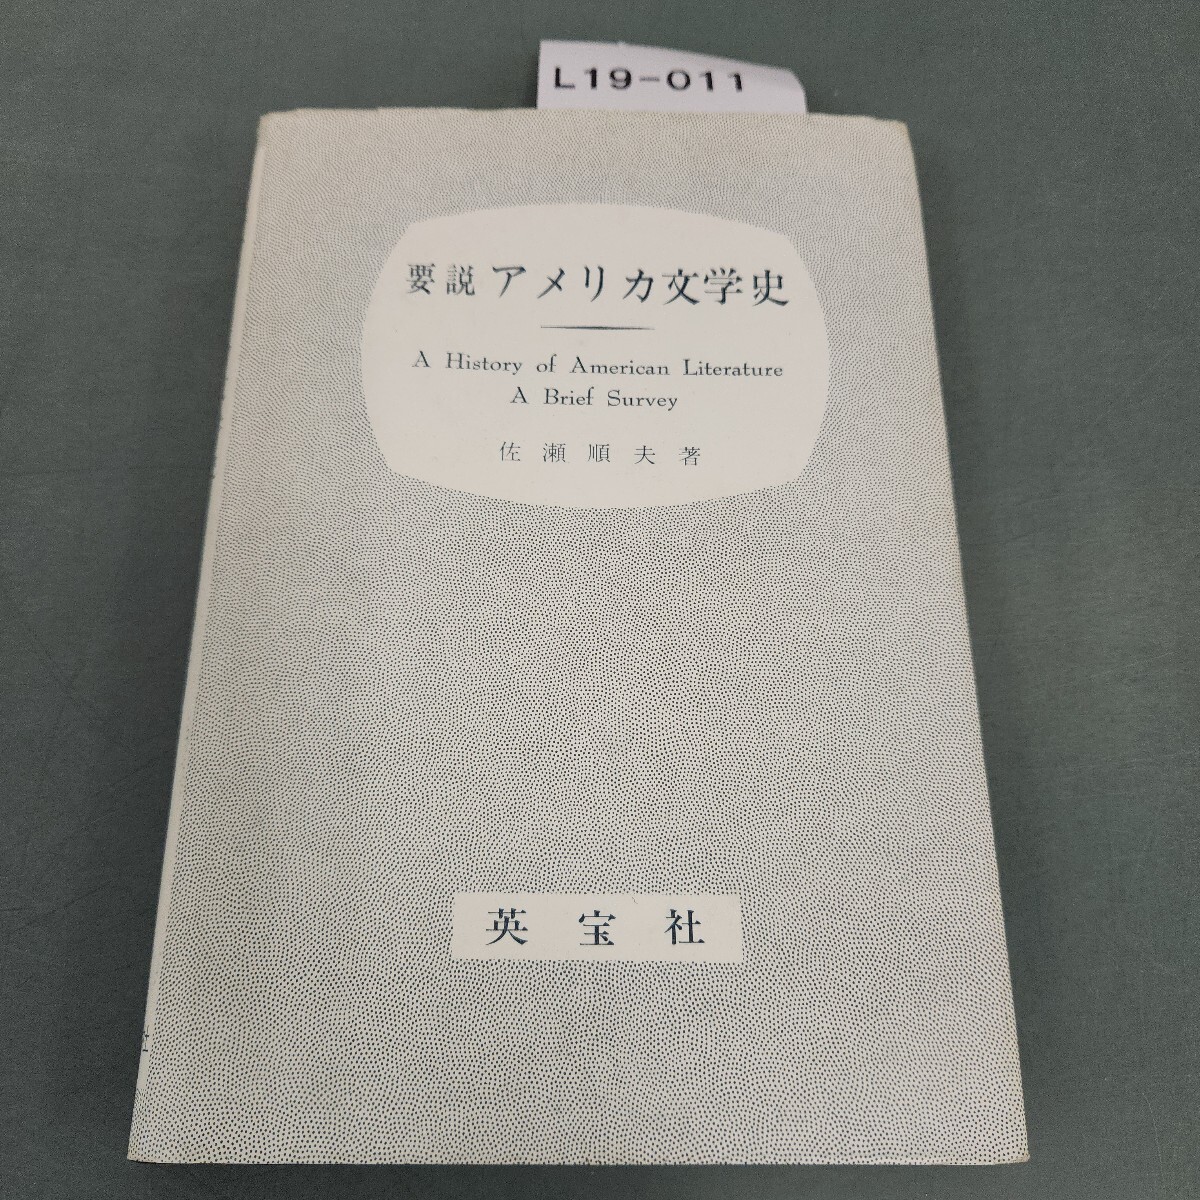 L19-011
要説 アメリカ文学史
A History of American Literature
A Brief Survey
佐瀬順夫著
英宝社
社